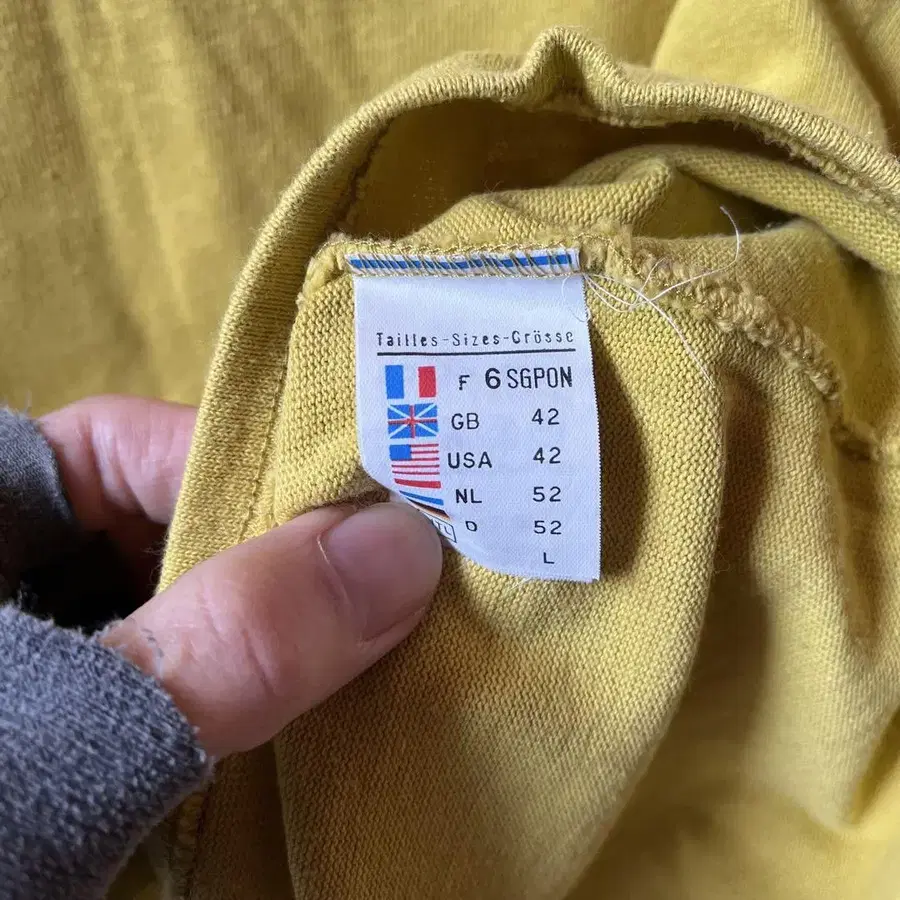 Tailles-Sizes-Grösse
F 6 SGPON
GB 42
USA 42
NL 52
D 52
L